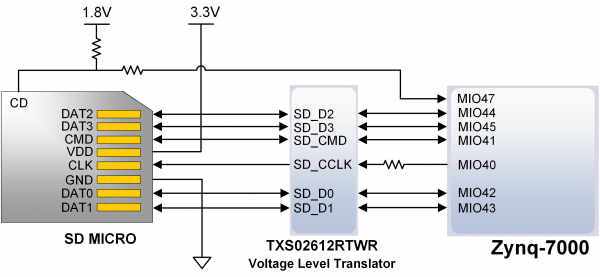 1.8V
3.3V
CD
DAT2
DAT3
CMD
VDD
CLK
GND
DAT0
DAT1
SD MICRO
SD_D2
SD_D3
SD_CMD
SD_CCLK
SD_D0
SD_D1
TXS02612RTWR
Voltage Level Translator
MIO47
MIO44
MIO45
MIO41
MIO40
MIO42
MIO43
Zynq-7000